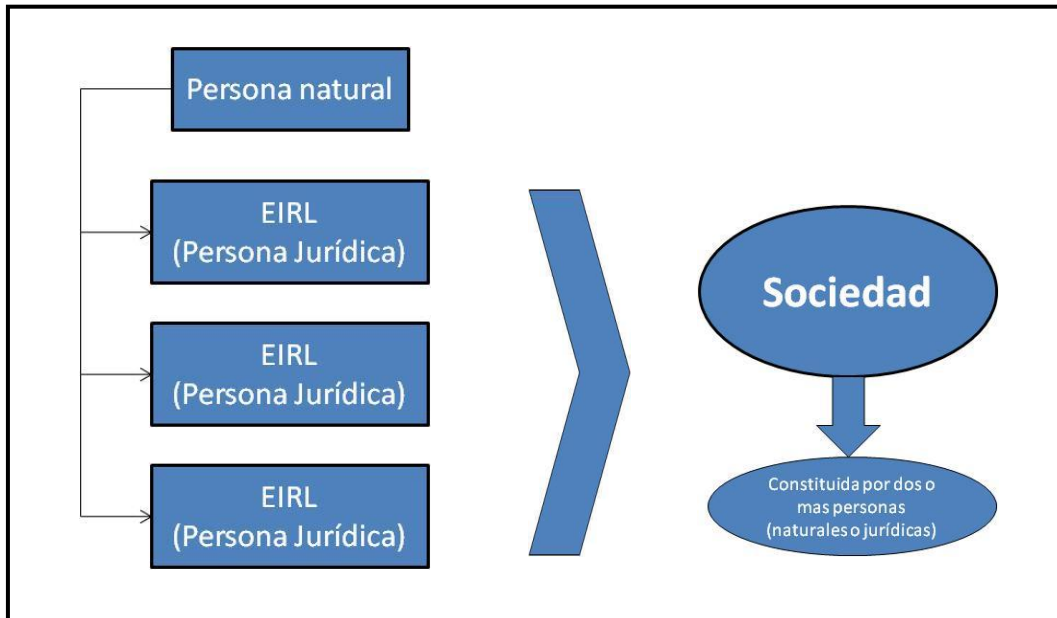 Persona natural
EIRL
(Persona Jurídica)
EIRL
(Persona Jurídica)
EIRL
(Persona Jurídica)
Sociedad
Constituida por dos o
mas personas
(naturales o jurídicas)